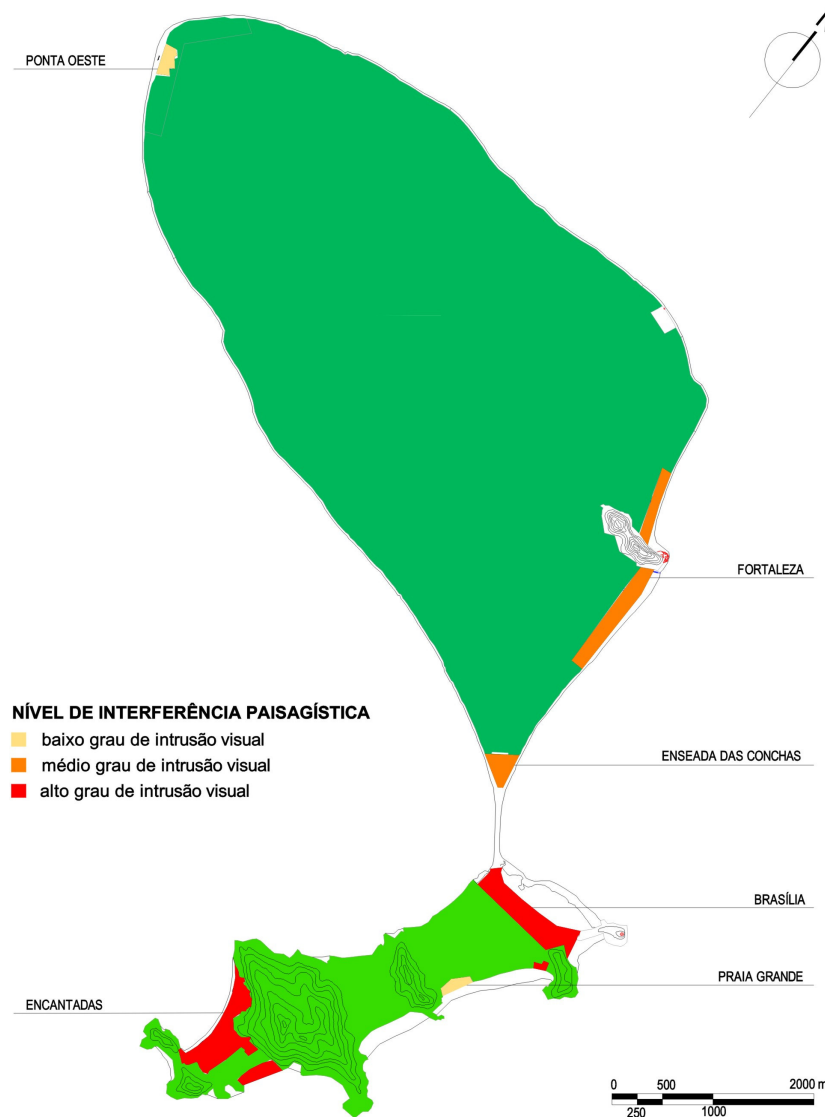 PONTA OESTE
FORTALEZA
NÍVEL DE INTERFERÊNCIA PAISAGÍSTICA
baixo grau de intrusão visual
médio grau de intrusão visual
alto grau de intrusão visual
ENSEADA DAS CONCHAS
BRASÍLIA
PRAIA GRANDE
ENCANTADAS
0 500 2000 m
250 1000